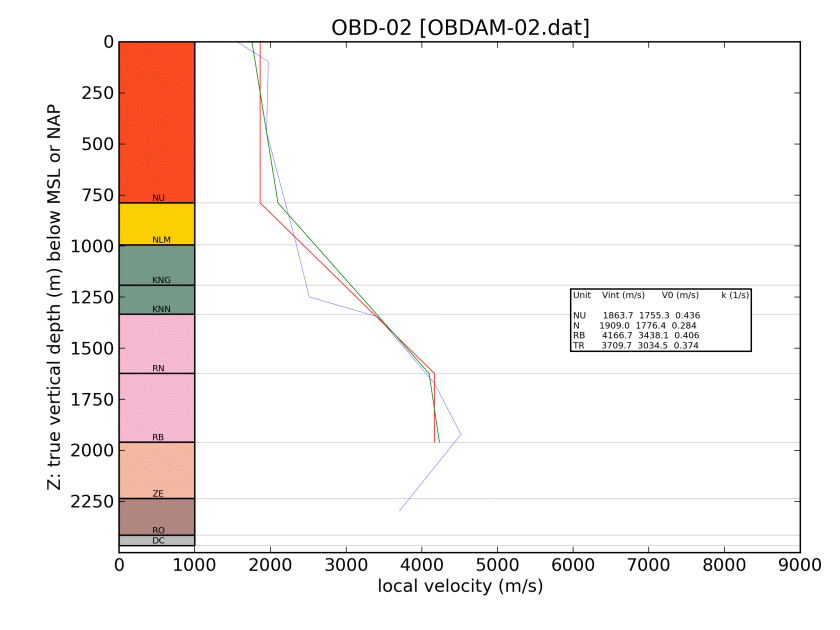 OBD-02 [OBDAM-02.dat]
Z: true vertical depth (m) below MSL or NAP
0
250
500
750
1000
1250
1500
1750
2000
2250
NU
NLM
KNG
KNN
RN
RB
ZE
RO
DC
Unit Vint (m/s) V0 (m/s) k (1/s)
NU 1863.7 1755.3 0.436
N 1909.0 1776.4 0.284
RB 4166.7 3438.1 0.406
TR 3709.7 3034.5 0.374
0 1000 2000 3000 4000 5000 6000 7000 8000 9000
local velocity (m/s)